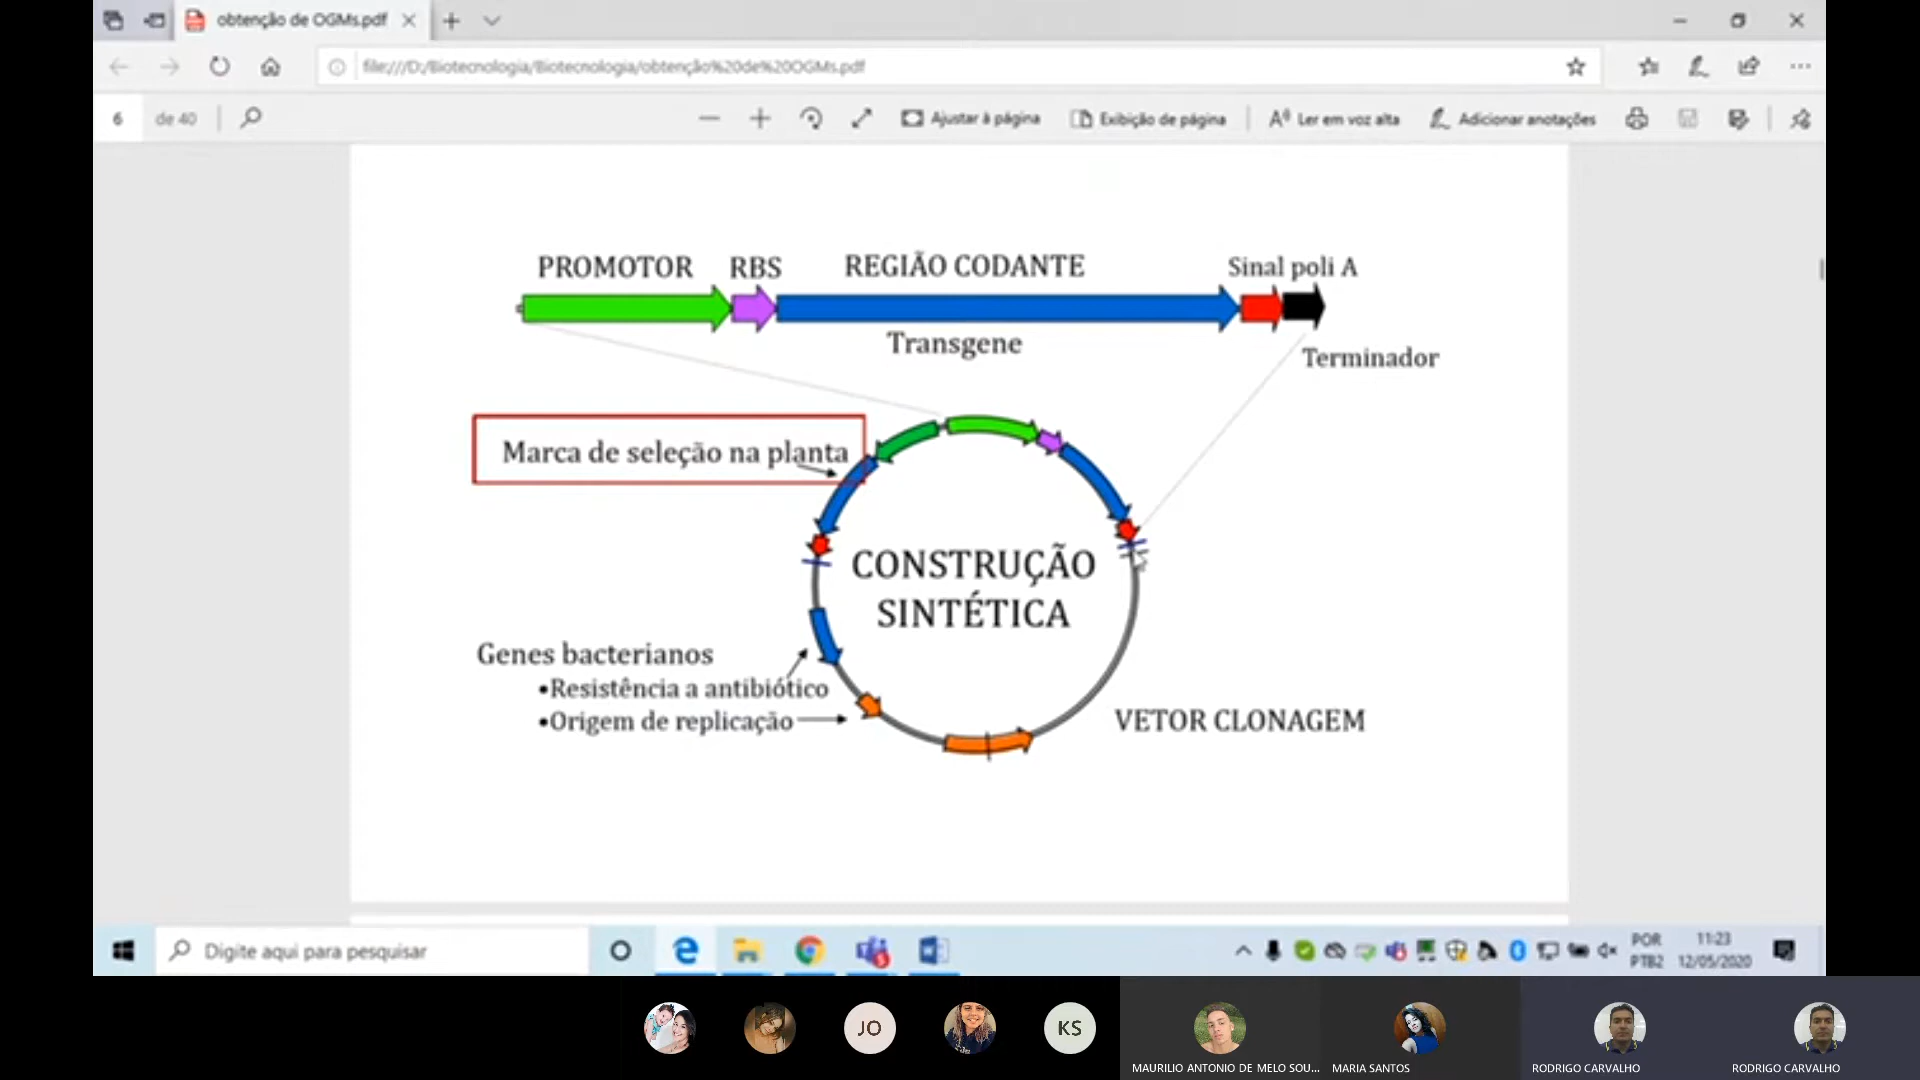 obtenção de OGMs.pdf
file:///D:/Biotecnologia/Biotecnologia/obtenção%20de%20OGMs.pdf
6 de 40
Ajustar à página
Exibição de página
Ler em voz alta
Adicionar anotações
PROMOTOR RBS REGIÃO CODANTE Sinal poli A
Transgene
Terminador
Marca de seleção na planta
CONSTRUÇÃO
SINTÉTICA
Genes bacterianos
•Resistência a antibiótico
•Origem de replicação
VETOR CLONAGEM
Digite aqui para pesquisar
POR
PTB2
11:23
12/05/2020
JO
KS
MAURILIO ANTONIO DE MELO SOU...
MARIA SANTOS
RODRIGO CARVALHO
RODRIGO CARVALHO